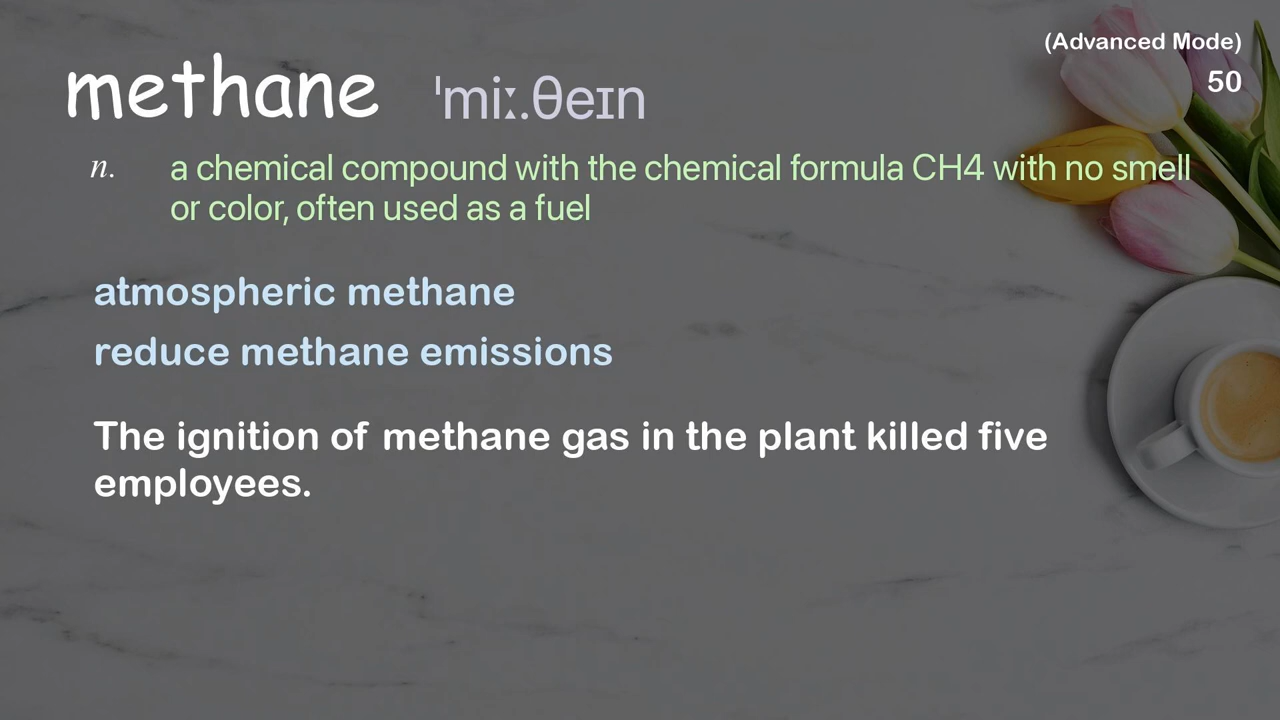 (Advanced Mode)
50
methane ˈmiː.θeɪn
n. a chemical compound with the chemical formula CH4 with no smell
or color, often used as a fuel
atmospheric methane
reduce methane emissions
The ignition of methane gas in the plant killed five
employees.